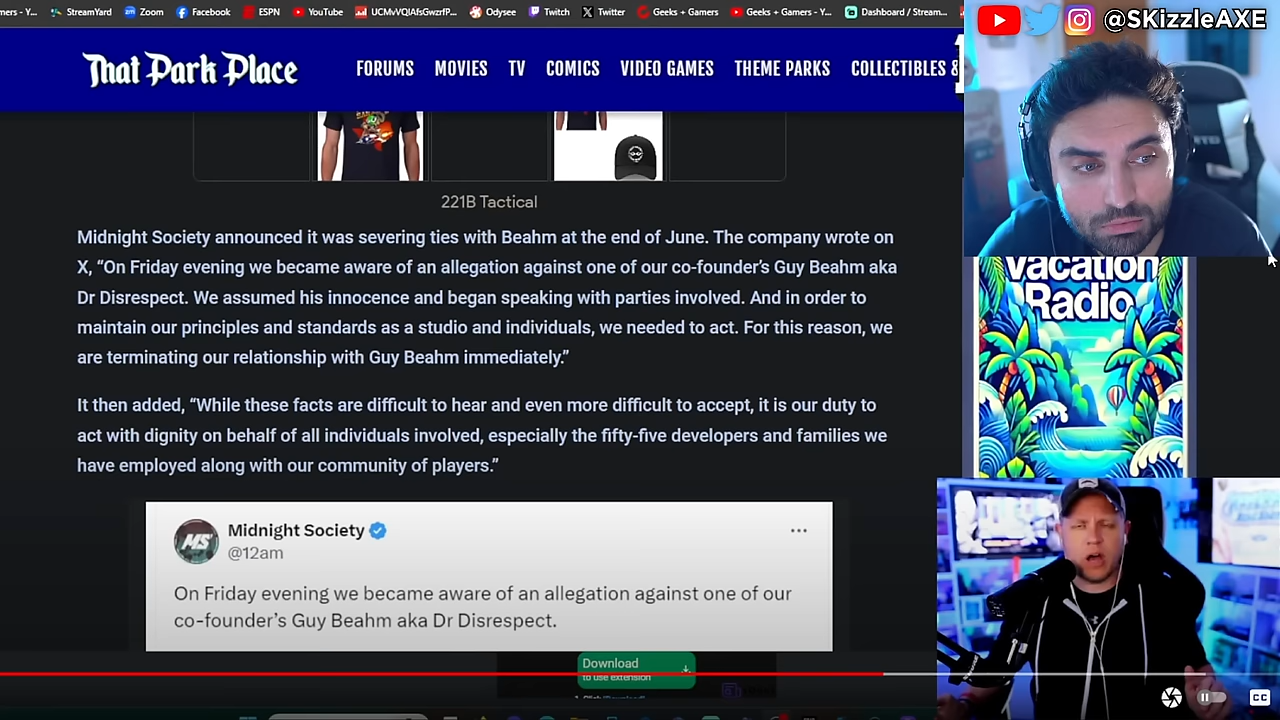 rs - Y... StreamYard Zoom Facebook ESPN YouTube UCMvVQIAfsGwzrfP... Odysee Twitch Twitter Geeks + Gamers - Y... Geeks + Gamers - Y... Dashboard / Stream...
@SKizzleAXE
That Park Place
FORUMS MOVIES TV COMICS VIDEO GAMES THEME PARKS COLLECTIBLES &
221B Tactical
Midnight Society announced it was severing ties with Beahm at the end of June. The company wrote on
X, “On Friday evening we became aware of an allegation against one of our co-founder’s Guy Beahm aka
Dr Disrespect. We assumed his innocence and began speaking with parties involved. And in order to
maintain our principles and standards as a studio and individuals, we needed to act. For this reason, we
are terminating our relationship with Guy Beahm immediately.”
It then added, “While these facts are difficult to hear and even more difficult to accept, it is our duty to
act with dignity on behalf of all individuals involved, especially the fifty-five developers and families we
have employed along with our community of players.”
Vacation
Radio
MS
Midnight Society
@12am
On Friday evening we became aware of an allegation against one of our
co-founder’s Guy Beahm aka Dr Disrespect.
Download
to use extension
CC